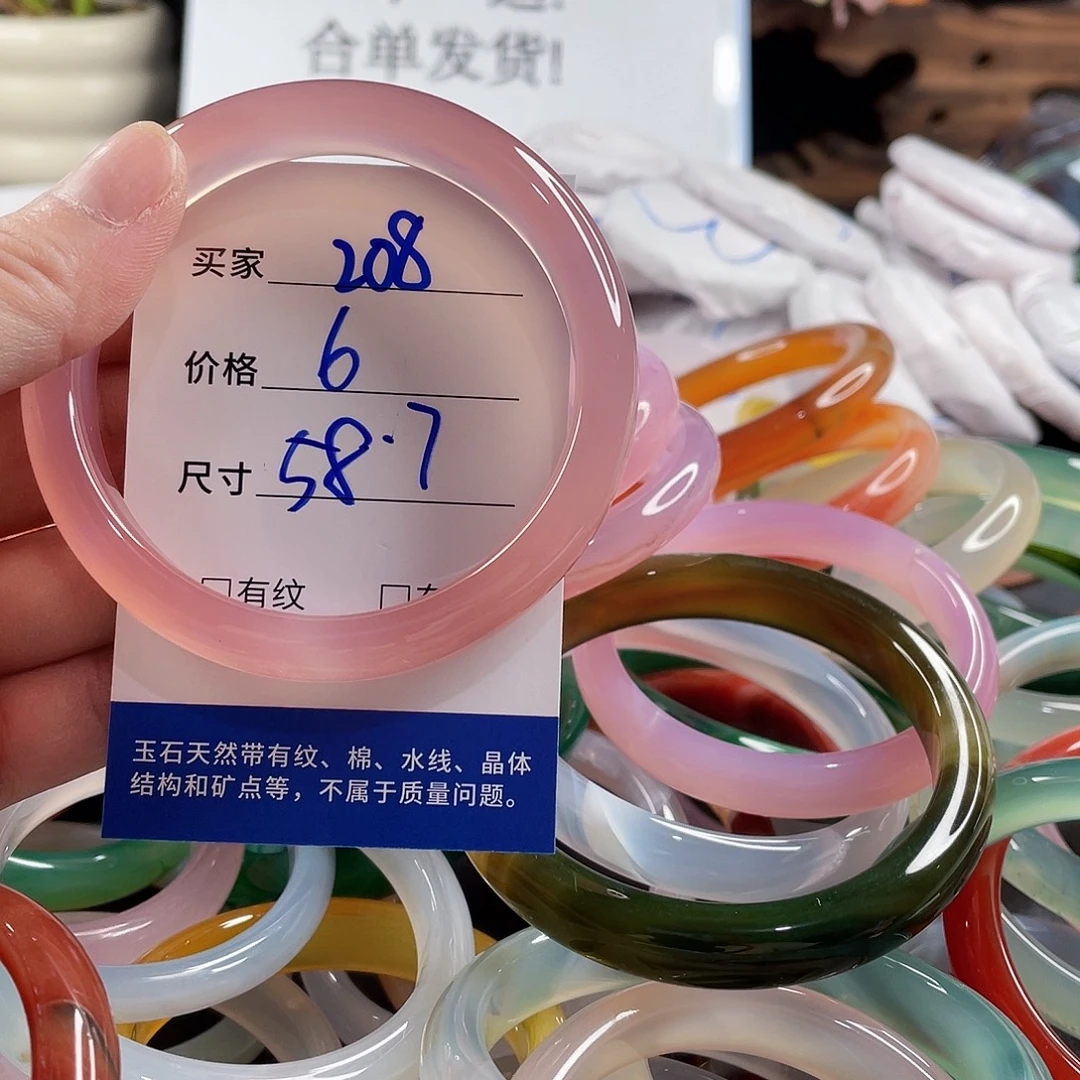 合单发货!
买家 208
价格 6
尺寸 58.7
□有纹 □
玉石天然带有纹、棉、水线、晶体
结构和矿点等，不属于质量问题。